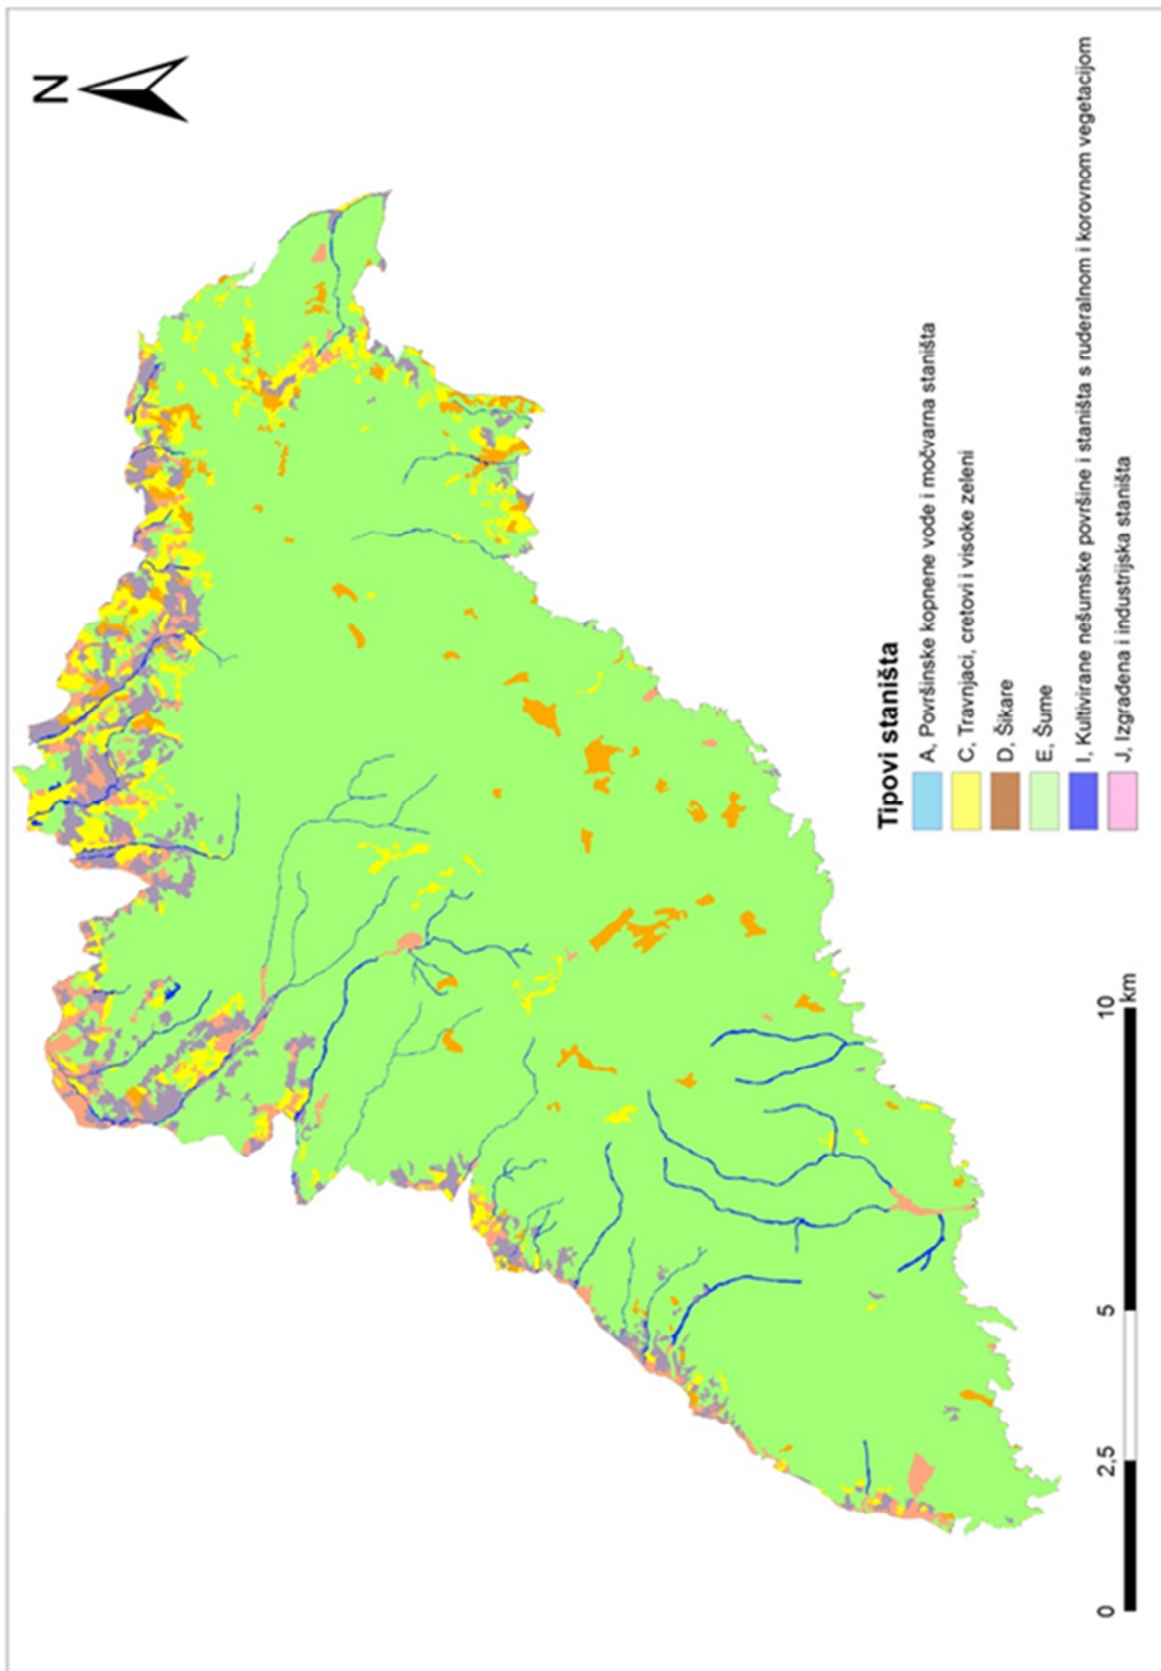 N
Tipovi staništa
A, Površinske kopnene vode i močvarna staništa
C, Travnjaci, cretovi i visoke zeleni
D, Šikare
E, Šume
I, Kultivirane nešumske površine i staništa s ruderalnom i korovnom vegetacijom
J, Izgrađena i industrijska staništa
0 2,5 5 10
km